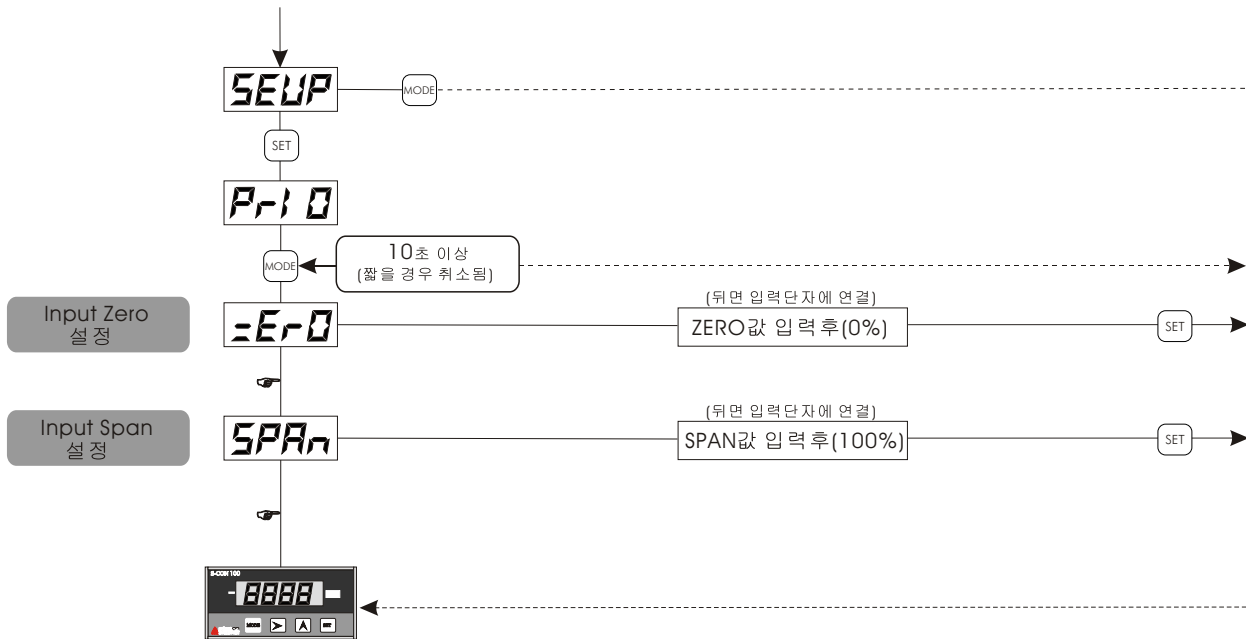 SEUP
MODE
SET
Pri 0
MODE
10초 이상
(짧을 경우 취소됨)
Input Zero
설정
=Er0
(뒤면 입력단자에 연결)
ZERO값 입력후(0%)
SET
Input Span
설정
SPAn
(뒤면 입력단자에 연결)
SPAN값 입력후(100%)
SET
8888
MODE
SET